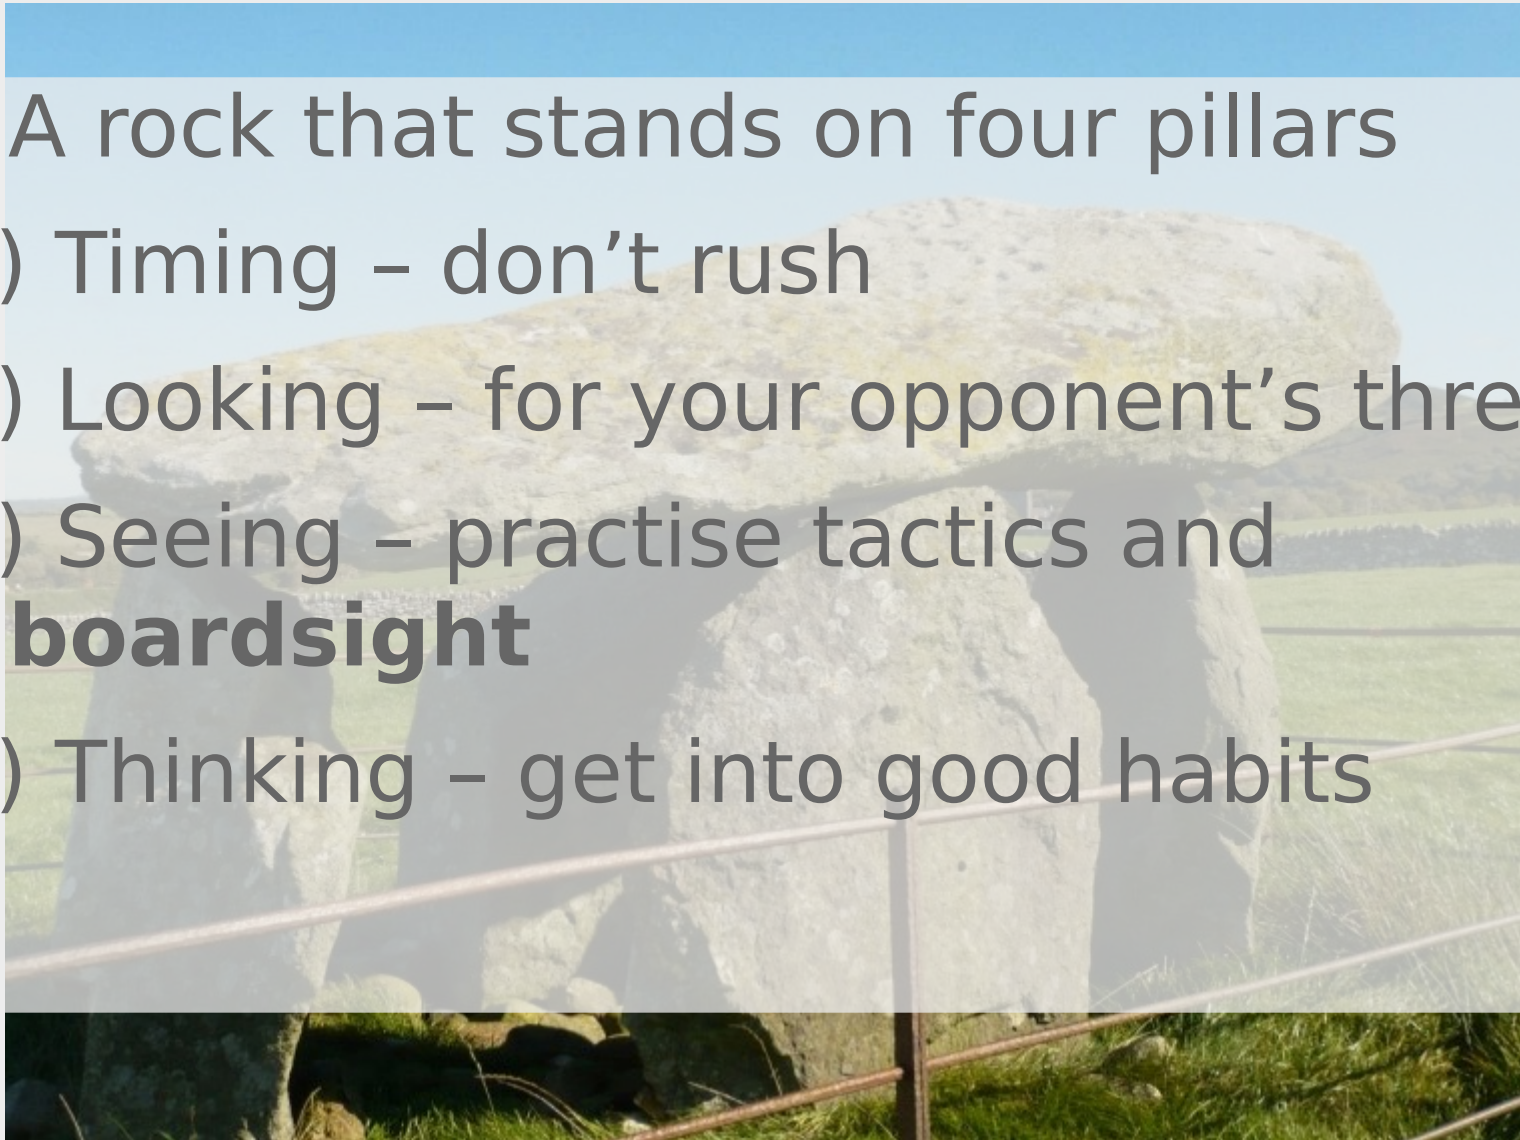 A rock that stands on four pillars
) Timing – don’t rush
) Looking – for your opponent’s
) Seeing – practise tactics and
boardsight
) Thinking – get into good habits